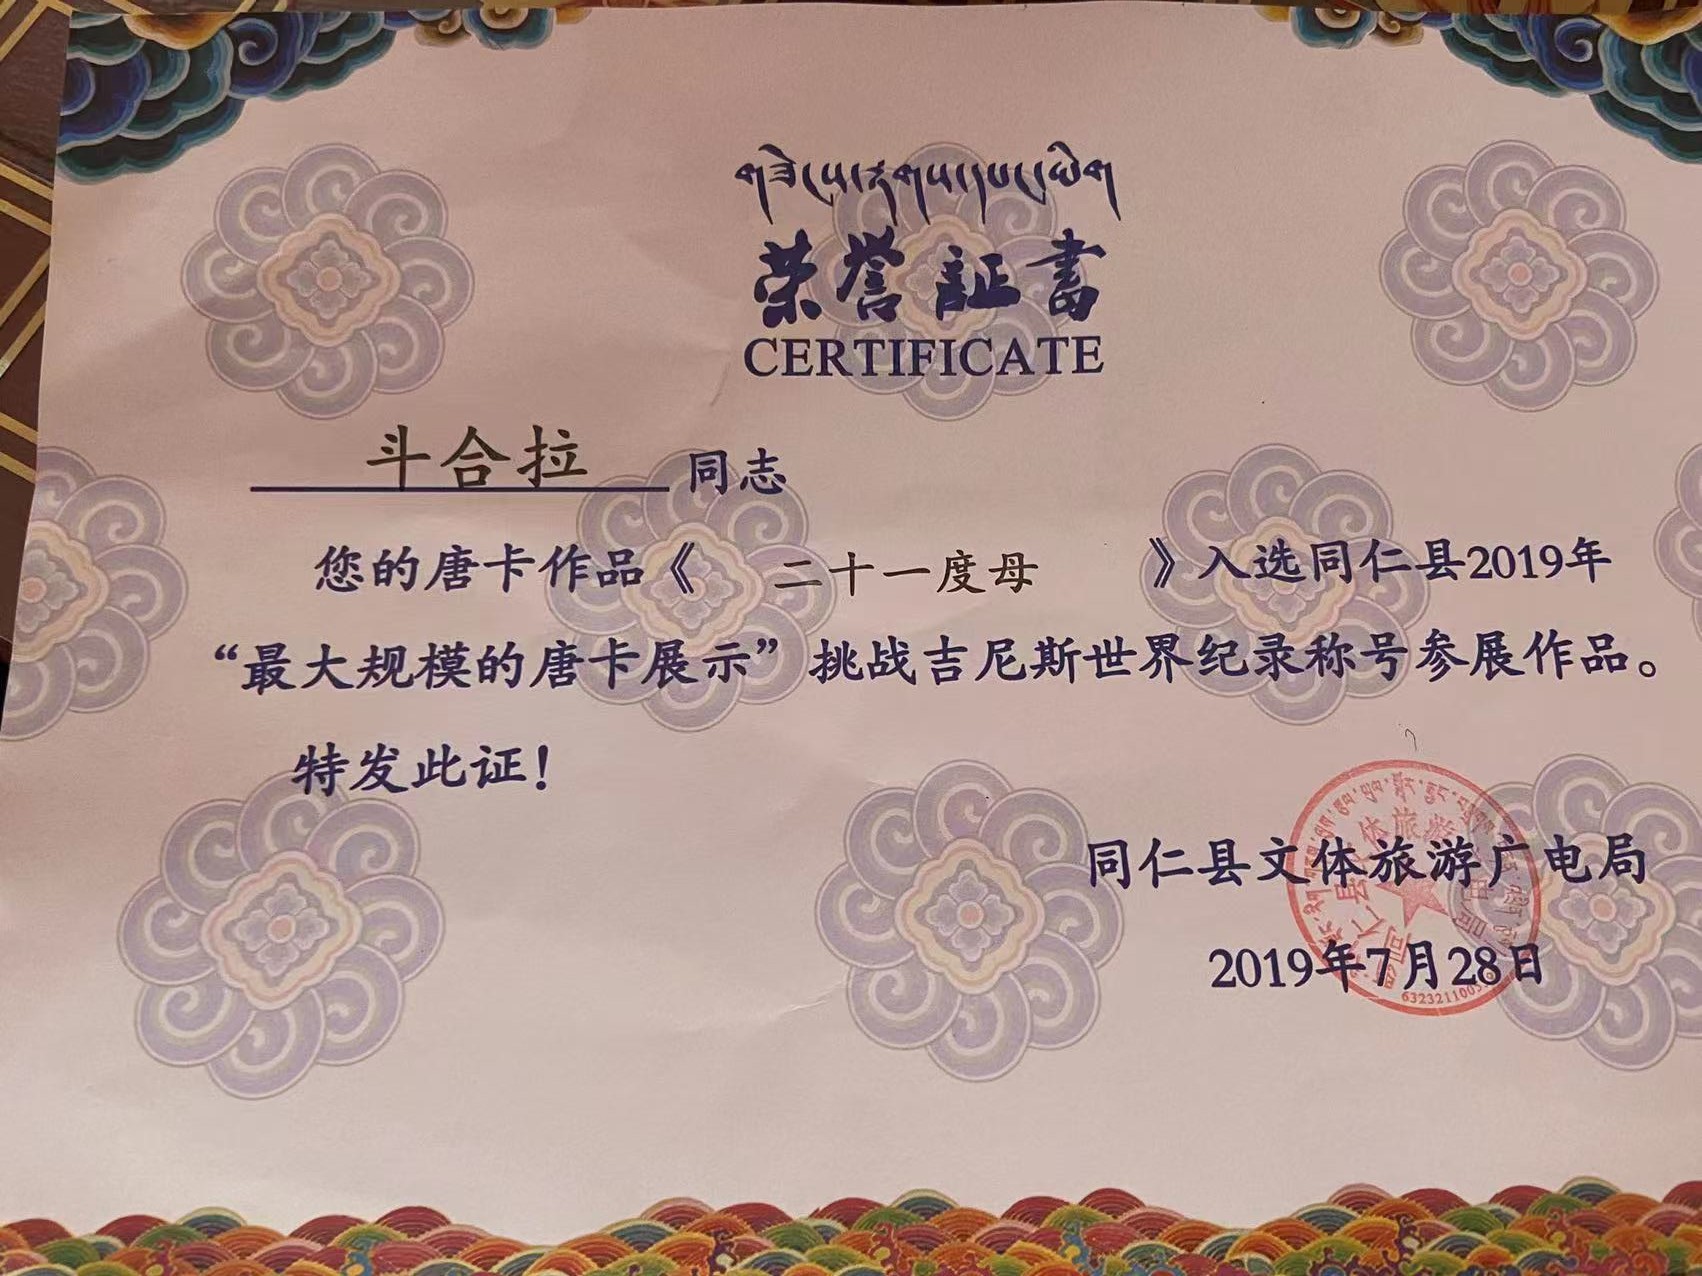 གཟེངས་རྟགས་དཔང་ཡིག
荣誉証書
CERTIFICATE
斗合拉 同志
您的唐卡作品《 二十一度母 》入选同仁县2019年
“最大规模的唐卡展示”挑战吉尼斯世界纪录称号参展作品。
特发此证!
同仁县文体旅游广电局
2019年7月28日